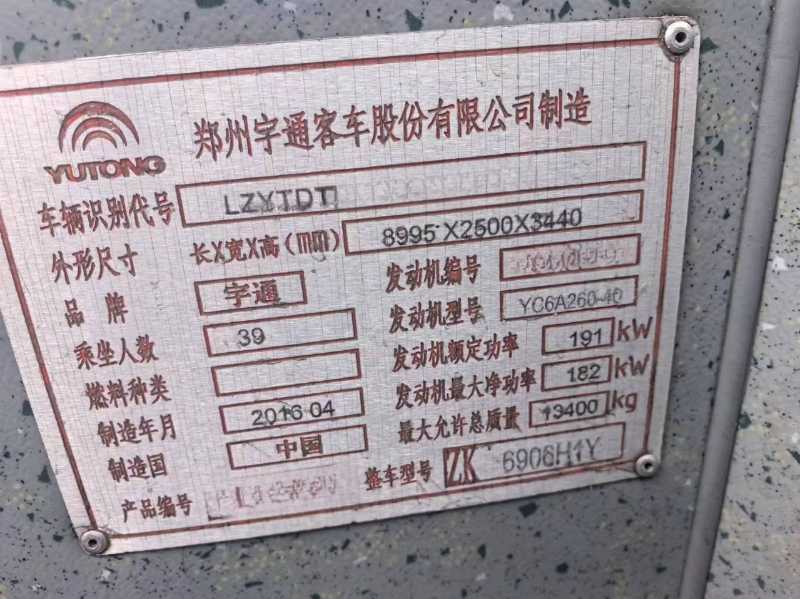 YUTONG
郑州宇通客车股份有限公司制造
车辆识别代号 LZYTDT
外形尺寸 长X宽X高(mm) 8995X2500X3440
品牌 宇通 发动机编号
发动机型号 YC6A260-40
乘坐人数 39 发动机额定功率 191 kW
燃料种类 发动机最大净功率 182 kW
制造年月 2016 04 最大允许总质量 13400 kg
制造国 中国
产品编号 整车型号 ZK 6906H1Y